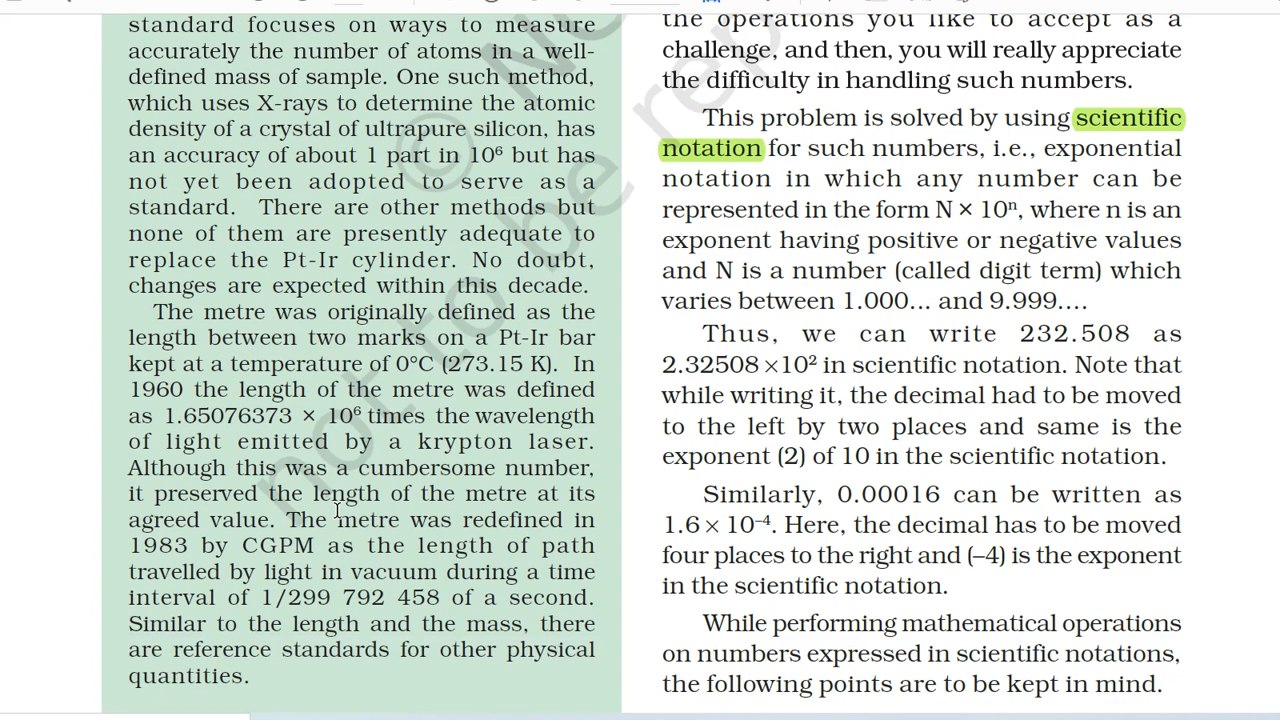 standard focuses on ways to measure
accurately the number of atoms in a well-
defined mass of sample. One such method,
which uses X-rays to determine the atomic
density of a crystal of ultrapure silicon, has
an accuracy of about 1 part in 10⁶ but has
not yet been adopted to serve as a
standard. There are other methods but
none of them are presently adequate to
replace the Pt-Ir cylinder. No doubt,
changes are expected within this decade.
The metre was originally defined as the
length between two marks on a Pt-Ir bar
kept at a temperature of 0°C (273.15 K). In
1960 the length of the metre was defined
as 1.65076373 × 10⁶ times the wavelength
of light emitted by a krypton laser.
Although this was a cumbersome number,
it preserved the length of the metre at its
agreed value. The metre was redefined in
1983 by CGPM as the length of path
travelled by light in vacuum during a time
interval of 1/299 792 458 of a second.
Similar to the length and the mass, there
are reference standards for other physical
quantities.
the operations you like to accept as a
challenge, and then, you will really appreciate
the difficulty in handling such numbers.
This problem is solved by using scientific
notation for such numbers, i.e., exponential
notation in which any number can be
represented in the form N × 10ⁿ, where n is an
exponent having positive or negative values
and N is a number (called digit term) which
varies between 1.000... and 9.999....
Thus, we can write 232.508 as
2.32508 ×10² in scientific notation. Note that
while writing it, the decimal had to be moved
to the left by two places and same is the
exponent (2) of 10 in the scientific notation.
Similarly, 0.00016 can be written as
1.6 × 10⁻⁴. Here, the decimal has to be moved
four places to the right and (–4) is the exponent
in the scientific notation.
While performing mathematical operations
on numbers expressed in scientific notations,
the following points are to be kept in mind.
© 
not to be rep